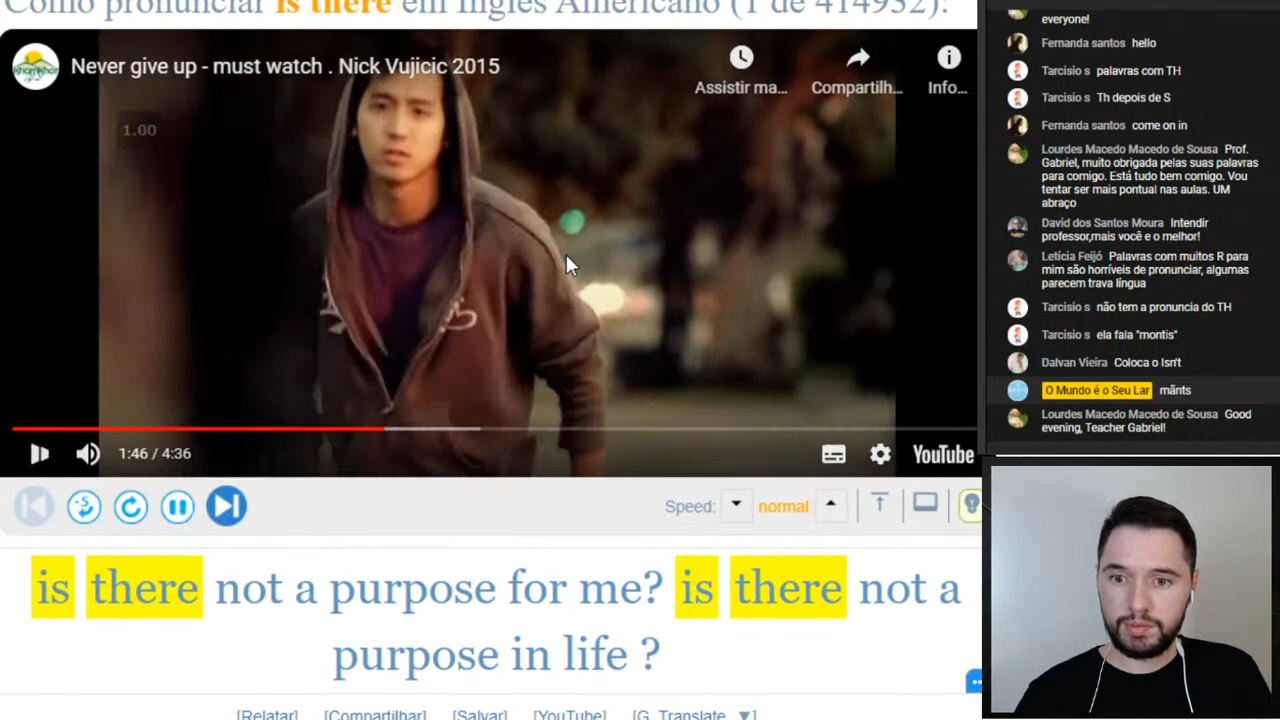 Como pronunciar is there em Inglês Americano (1 de 414932):
Never give up - must watch . Nick Vujicic 2015
Assistir ma...
Compartilh...
Info...
1.00
1:46 / 4:36
YouTube
Speed:
normal
is there not a purpose for me? is there not a
purpose in life ?
[Relatar] [Compartilhar] [Salvar] [YouTube] [G. Translate ▼]
everyone!
Fernanda santos hello
Tarcisio s palavras com TH
Tarcisio s Th depois de S
Fernanda santos come on in
Lourdes Macedo Macedo de Sousa Prof.
Gabriel, muito obrigada pelas suas palavras
para comigo. Está tudo bem comigo. Vou
tentar ser mais pontual nas aulas. UM
abraço
David dos Santos Moura Intendir
professor,mais você e o melhor!
Letícia Feijó Palavras com muitos R para
mim são horríveis de pronunciar, algumas
parecem trava língua
Tarcisio s não tem a pronuncia do TH
Tarcisio s ela fala "montis"
Dalvan Vieira Coloca o Isn't
O Mundo é o Seu Lar mãnts
Lourdes Macedo Macedo de Sousa Good
evening, Teacher Gabriel!